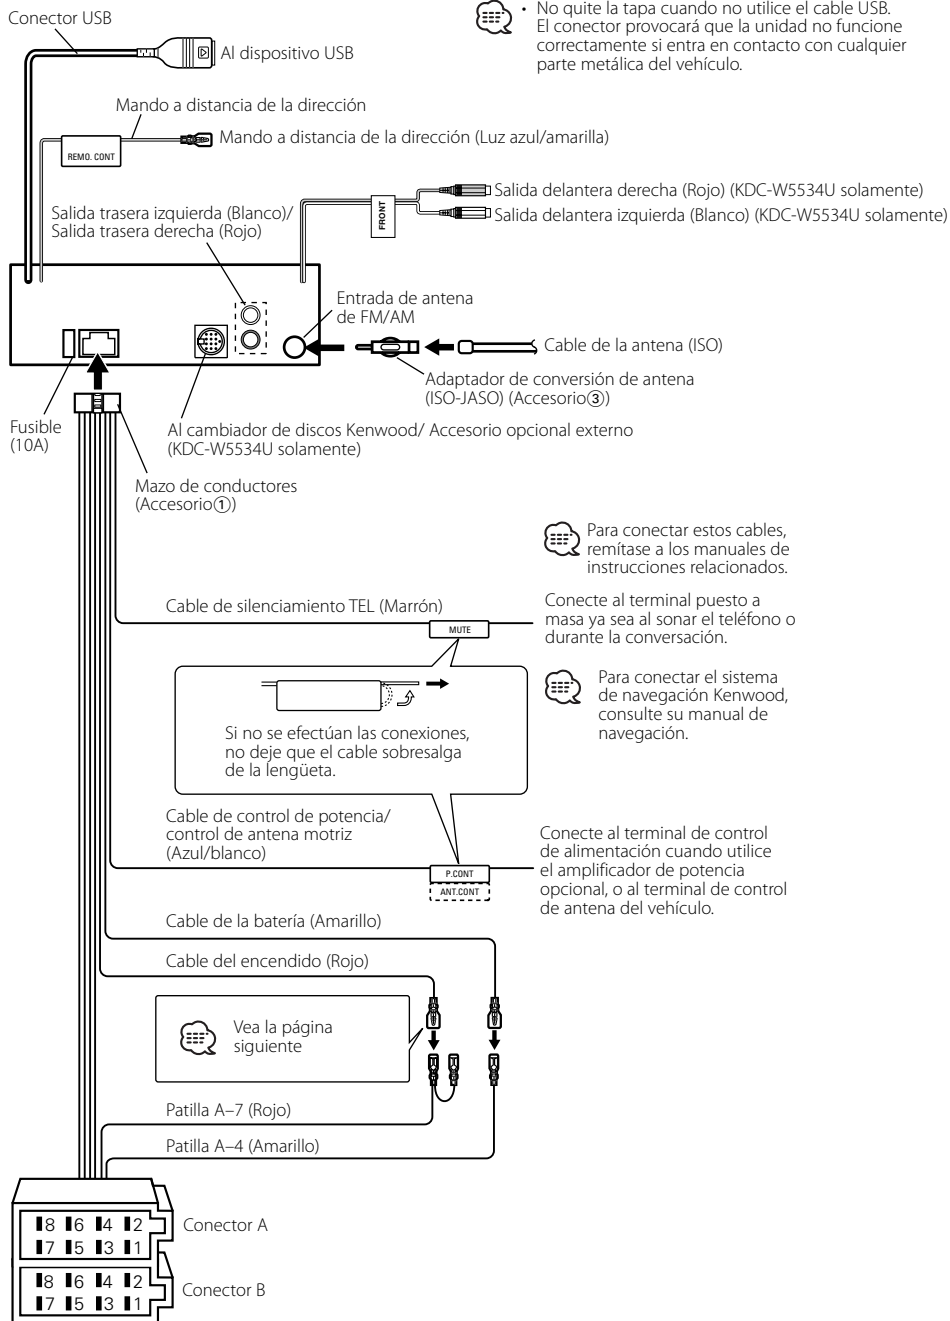 Conector USB
• No quite la tapa cuando no utilice el cable USB.
El conector provocará que la unidad no funcione
correctamente si entra en contacto con cualquier
parte metálica del vehículo.
Al dispositivo USB
Mando a distancia de la dirección
Mando a distancia de la dirección (Luz azul/amarilla)
REMO. CONT
Salida delantera derecha (Rojo) (KDC-W5534U solamente)
FRONT
Salida delantera izquierda (Blanco) (KDC-W5534U solamente)
Salida trasera izquierda (Blanco)/
Salida trasera derecha (Rojo)
Entrada de antena
de FM/AM
Cable de la antena (ISO)
Adaptador de conversión de antena
(ISO-JASO) (Accesorio③)
Fusible
(10A)
Al cambiador de discos Kenwood/ Accesorio opcional externo
(KDC-W5534U solamente)
Mazo de conductores
(Accesorio①)
Para conectar estos cables,
remítase a los manuales de
instrucciones relacionados.
Cable de silenciamiento TEL (Marrón)
MUTE
Conecte al terminal puesto a
masa ya sea al sonar el teléfono o
durante la conversación.
Para conectar el sistema
de navegación Kenwood,
consulte su manual de
navegación.
Si no se efectúan las conexiones,
no deje que el cable sobresalga
de la lengüeta.
Cable de control de potencia/
control de antena motriz
(Azul/blanco)
P.CONT
ANT.CONT
Conecte al terminal de control
de alimentación cuando utilice
el amplificador de potencia
opcional, o al terminal de control
de antena del vehículo.
Cable de la batería (Amarillo)
Cable del encendido (Rojo)
Vea la página
siguiente
Patilla A–7 (Rojo)
Patilla A–4 (Amarillo)
8 6 4 2
7 5 3 1
Conector A
8 6 4 2
7 5 3 1
Conector B